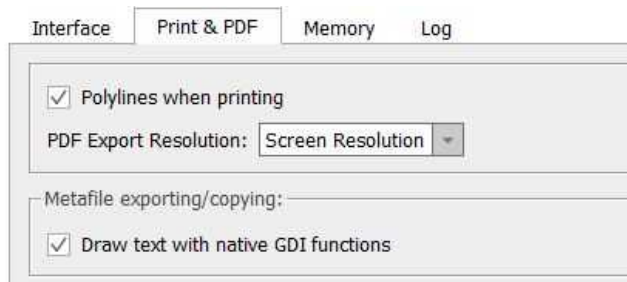 Interface Print & PDF Memory Log
Polylines when printing
PDF Export Resolution: Screen Resolution
Metafile exporting/copying:
Draw text with native GDI functions